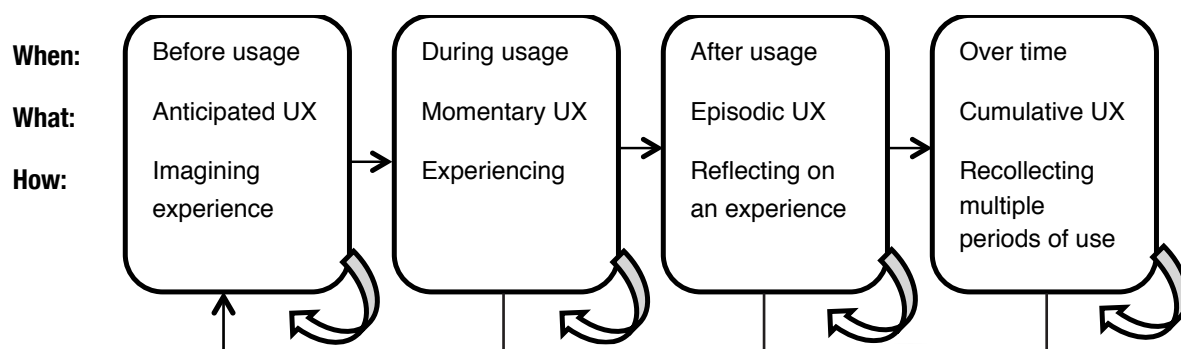 When: Before usage During usage After usage Over time
What: Anticipated UX Momentary UX Episodic UX Cumulative UX
How: Imagining Experiencing Reflecting on Recollecting
experience an experience multiple
periods of use